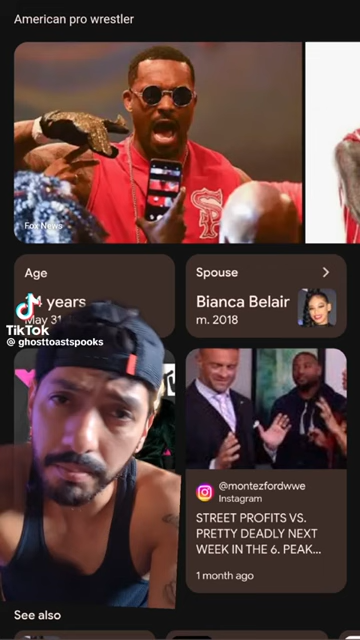 American pro wrestler
Fox News
Age
Spouse
years
Bianca Belair
May 31
m. 2018
TikTok
@ ghosttoastspooks
@montezfordwwe
Instagram
STREET PROFITS VS.
PRETTY DEADLY NEXT
WEEK IN THE 6. PEAK...
1 month ago
See also